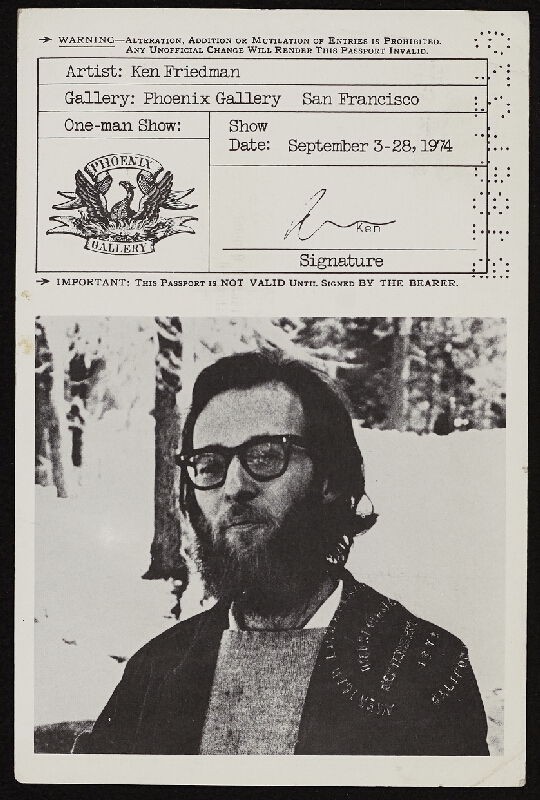 → WARNING—ALTERATION, ADDITION OR MUTILATION OF ENTRIES IS PROHIBITED.
ANY UNOFFICIAL CHANGE WILL RENDER THIS PASSPORT INVALID.
Artist: Ken Friedman
Gallery: Phoenix Gallery San Francisco
One-man Show:
Show
Date: September 3-28, 1974
PHOENIX
GALLERY
Ken
Signature
→ IMPORTANT: THIS PASSPORT IS NOT VALID UNTIL SIGNED BY THE BEARER.